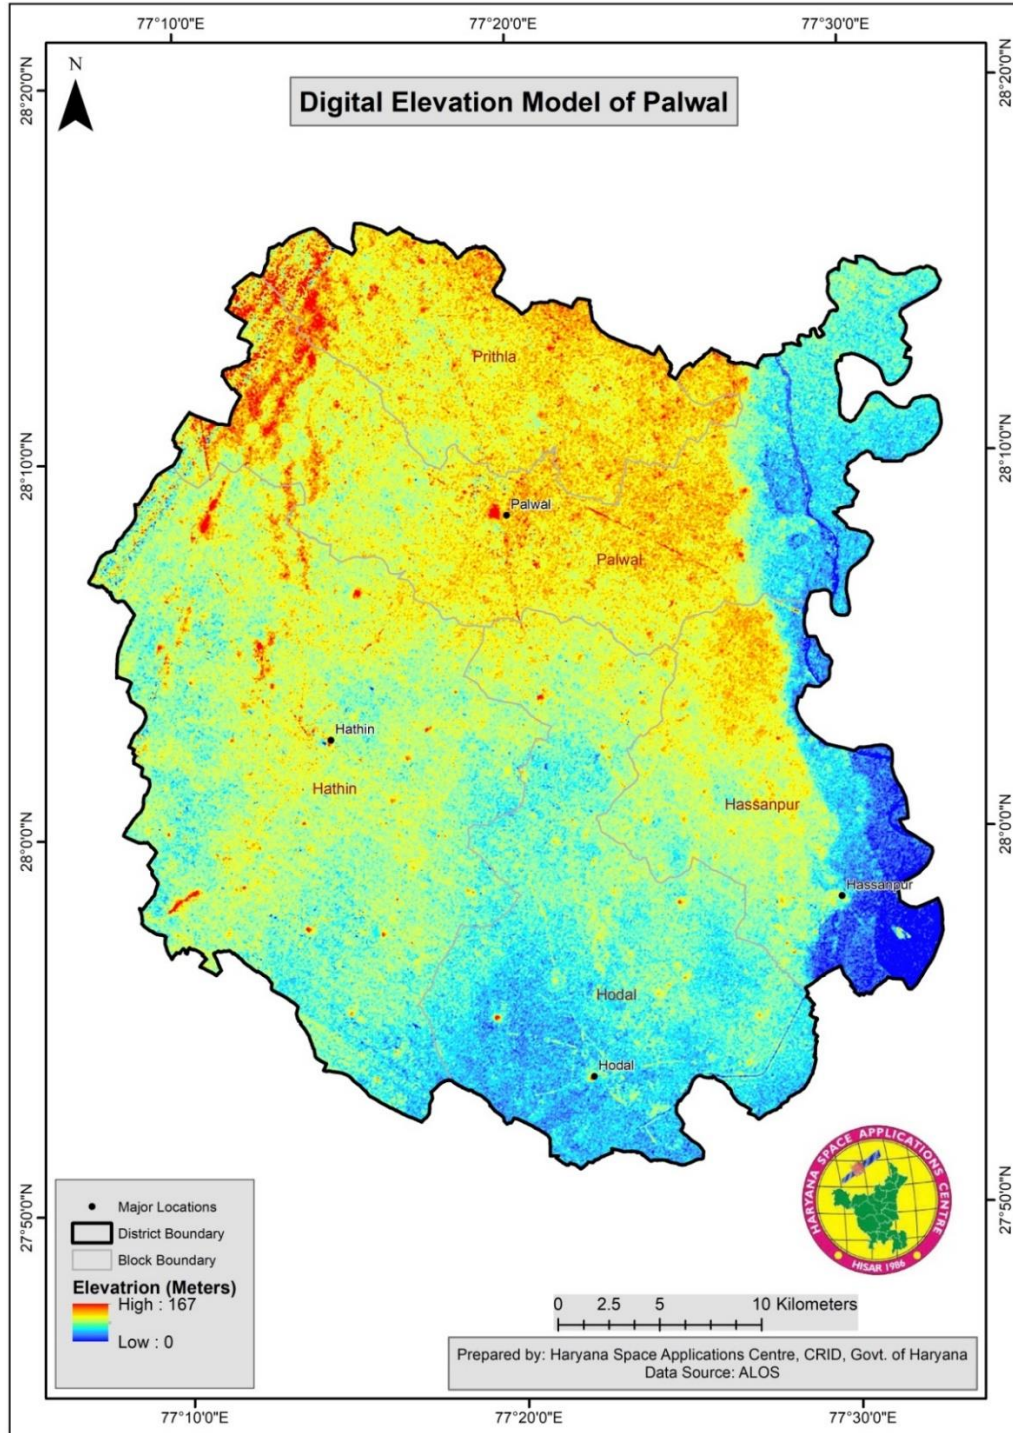 77°10'0"E
77°20'0"E
77°30'0"E
28°20'0"N
28°20'0"N
N
Digital Elevation Model of Palwal
Prithla
28°10'0"N
28°10'0"N
Palwal
Palwal
Hathin
Hathin
Hassanpur
28°0'0"N
28°0'0"N
Hassanpur
Hodal
Hodal
HARYANA SPACE APPLICATIONS CENTRE
HISAR 1986
27°50'0"N
27°50'0"N
Major Locations
District Boundary
Block Boundary
Elevatrion (Meters)
High : 167
Low : 0
0 2.5 5 10 Kilometers
Prepared by: Haryana Space Applications Centre, CRID, Govt. of Haryana
Data Source: ALOS
77°10'0"E
77°20'0"E
77°30'0"E